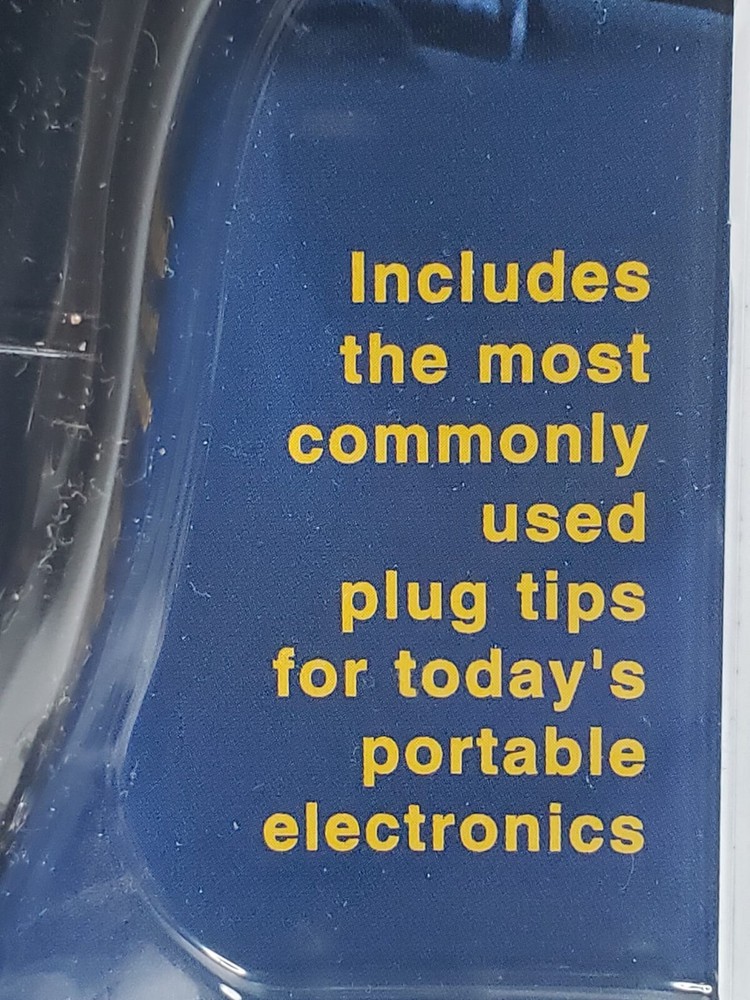 Includes
the most
commonly
used
plug tips
for today's
portable
electronics